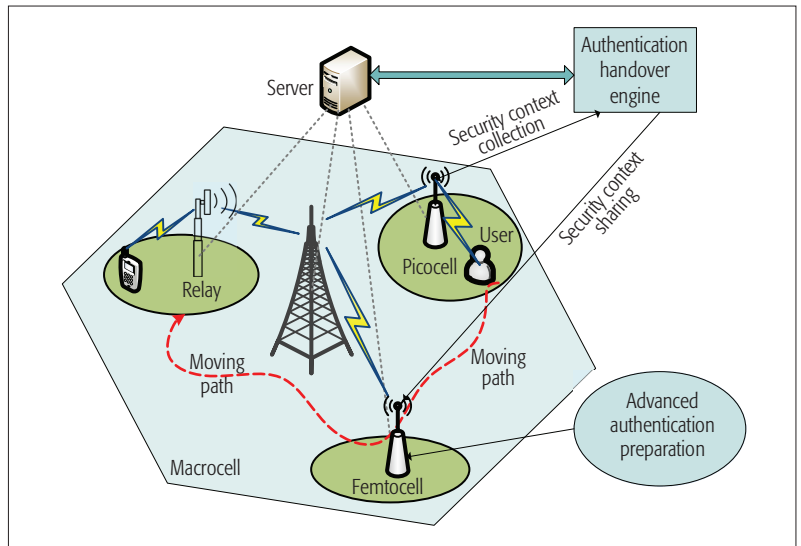 Authentication
handover
engine
Server
Security context
collection
Security context
sharing
User
Picocell
Relay
Moving
path
Moving
path
Advanced
authentication
preparation
Macrocell
Femtocell